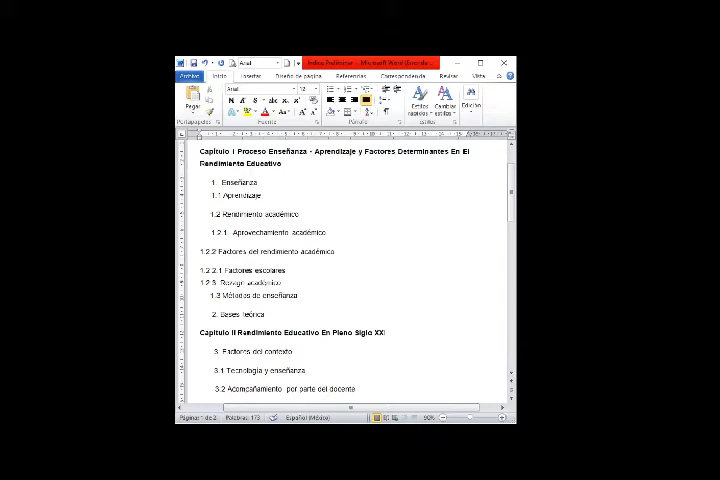 Arial
Índice Preliminar - Microsoft Word
Archivo Inicio Insertar Diseño de página Referencias Correspondencia Revisar Vista
Pegar
Arial 12
Estilos rápidos Cambiar estilos Edición
Portapapeles Fuente Párrafo Estilos
Capítulo I Proceso Enseñanza - Aprendizaje y Factores Determinantes En El
Rendimiento Educativo
1. Enseñanza
1.1 Aprendizaje
1.2 Rendimiento académico
1.2.1 Aprovechamiento académico
1.2.2 Factores del rendimiento académico
1.2.2.1 Factores escolares
1.2.3 Rezago académico
1.3 Métodos de enseñanza
2. Bases teórica
Capítulo II Rendimiento Educativo En Pleno Siglo XXI
3. Factores del contexto
3.1 Tecnología y enseñanza
3.2 Acompañamiento por parte del docente
Página: 1 de 2 Palabras: 173 Español (México) 90%